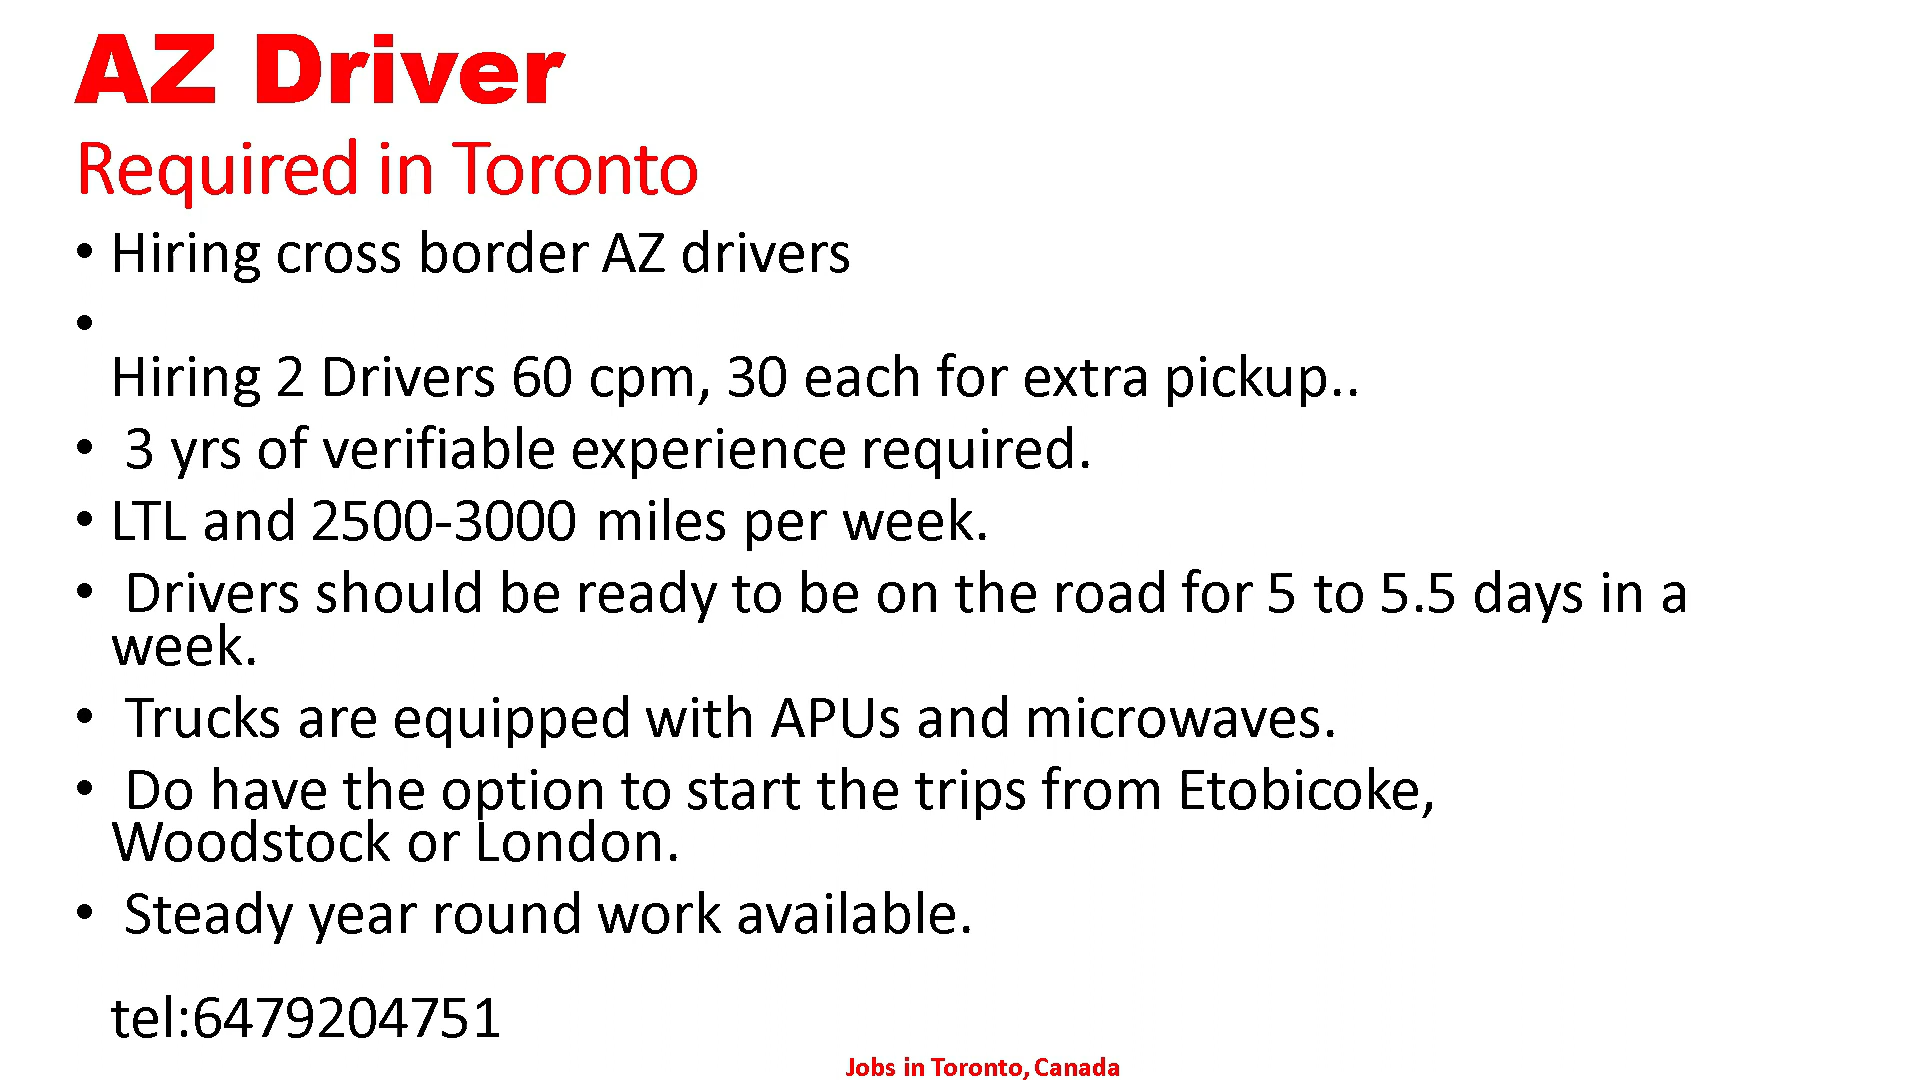 AZ Driver
Required in Toronto
• Hiring cross border AZ drivers
•
Hiring 2 Drivers 60 cpm, 30 each for extra pickup..
• 3 yrs of verifiable experience required.
• LTL and 2500-3000 miles per week.
• Drivers should be ready to be on the road for 5 to 5.5 days in a
week.
• Trucks are equipped with APUs and microwaves.
• Do have the option to start the trips from Etobicoke,
Woodstock or London.
• Steady year round work available.
tel:6479204751
Jobs in Toronto, Canada